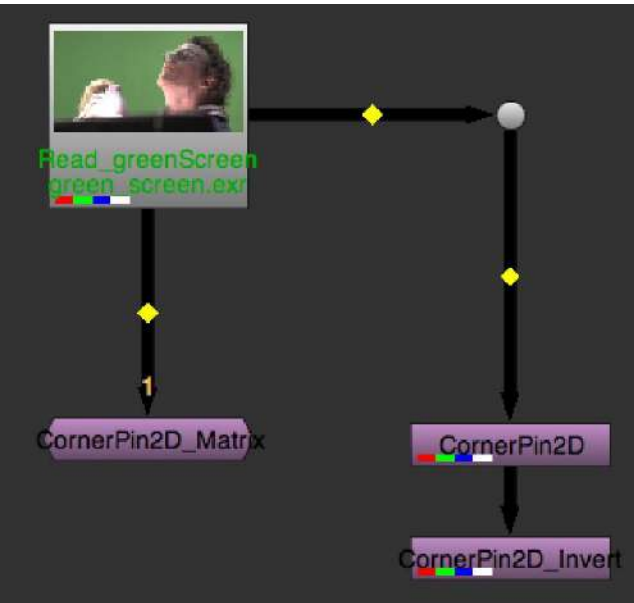 Read_greenScreen
green_screen.exr
1
CornerPin2D_Matrix
CornerPin2D
CornerPin2D_Invert